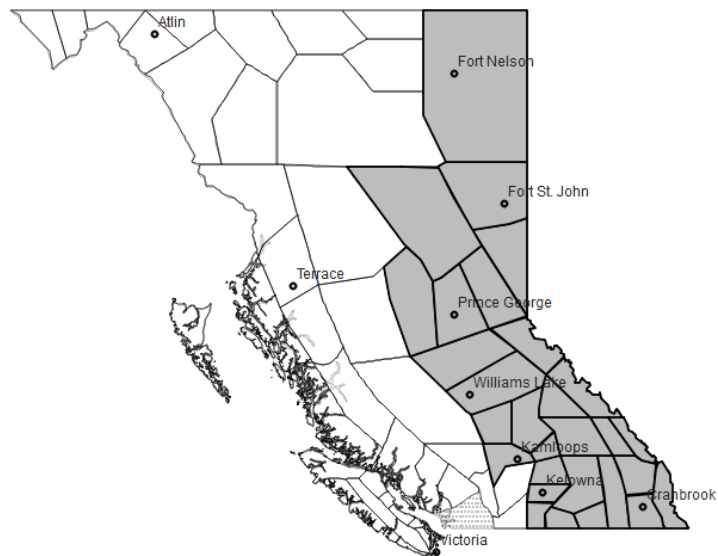 Atlin
Fort Nelson
Fort St. John
Terrace
Prince George
Williams Lake
Kamloops
Kelowna
Cranbrook
Victoria